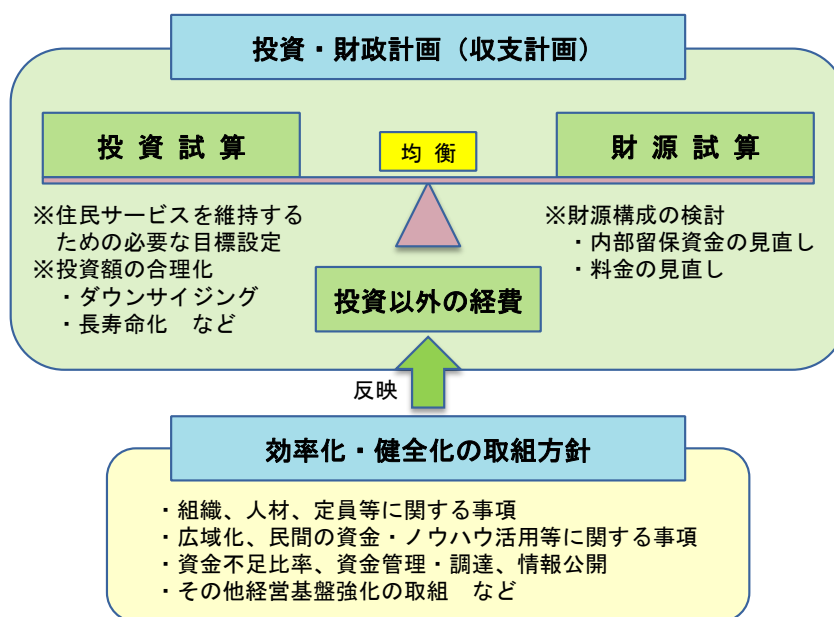 投資・財政計画（収支計画）
投 資 試 算
均 衡
財 源 試 算
※住民サービスを維持する
ための必要な目標設定
※投資額の合理化
・ダウンサイジング
・長寿命化　など
※財源構成の検討
・内部留保資金の見直し
・料金の見直し
投資以外の経費
反映
効率化・健全化の取組方針
・組織、人材、定員等に関する事項
・広域化、民間の資金・ノウハウ活用等に関する事項
・資金不足比率、資金管理・調達、情報公開
・その他経営基盤強化の取組　など